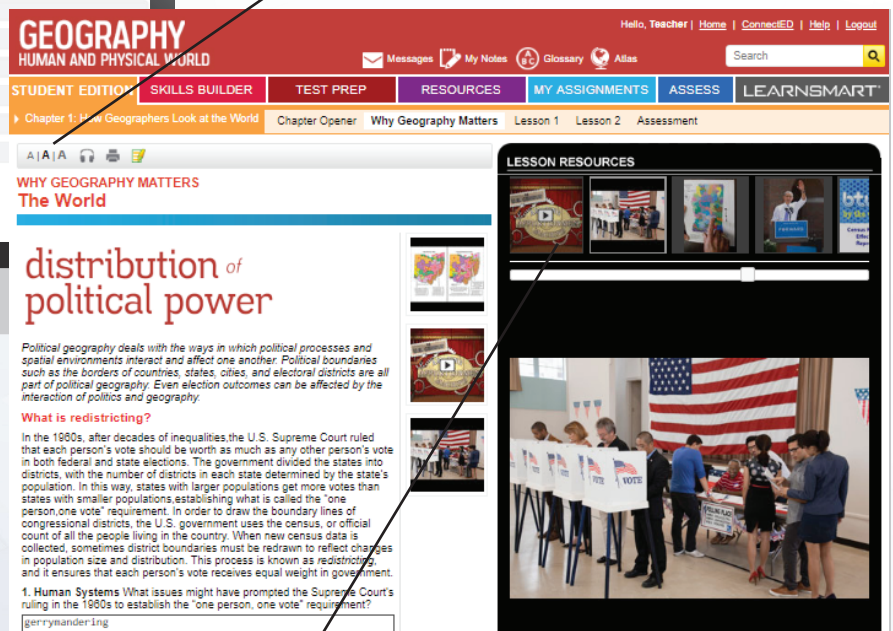 GEOGRAPHY
HUMAN AND PHYSICAL WORLD
Hello, Teacher | Home | ConnectED | Help | Logout
Messages My Notes ABC Glossary Atlas
Search
STUDENT EDITION SKILLS BUILDER TEST PREP RESOURCES MY ASSIGNMENTS ASSESS LEARNSMART
Chapter 1: How Geographers Look at the World Chapter Opener Why Geography Matters Lesson 1 Lesson 2 Assessment
A|A|A
WHY GEOGRAPHY MATTERS
The World
LESSON RESOURCES
FORWARD
distribution of
political power
Political geography deals with the ways in which political processes and
spatial environments interact and affect one another. Political boundaries
such as the borders of countries, states, cities, and electoral districts are all
part of political geography. Even election outcomes can be affected by the
interaction of politics and geography.
What is redistricting?
In the 1960s, after decades of inequalities,the U.S. Supreme Court ruled
that each person's vote should be worth as much as any other person's vote
in both federal and state elections. The government divided the states into
districts, with the number of districts in each state determined by the state's
population. In this way, states with larger populations get more votes than
states with smaller populations,establishing what is called the "one
person,one vote" requirement. In order to draw the boundary lines of
congressional districts, the U.S. government uses the census, or official
count of all the people living in the country. When new census data is
collected, sometimes district boundaries must be redrawn to reflect changes
in population size and distribution. This process is known as redistricting,
and it ensures that each person's vote receives equal weight in government.
1. Human Systems What issues might have prompted the Supreme Court's
ruling in the 1960s to establish the "one person, one vote" requirement?
gerrymandering
VOTE VOTE VOTE
POLLING PLACE